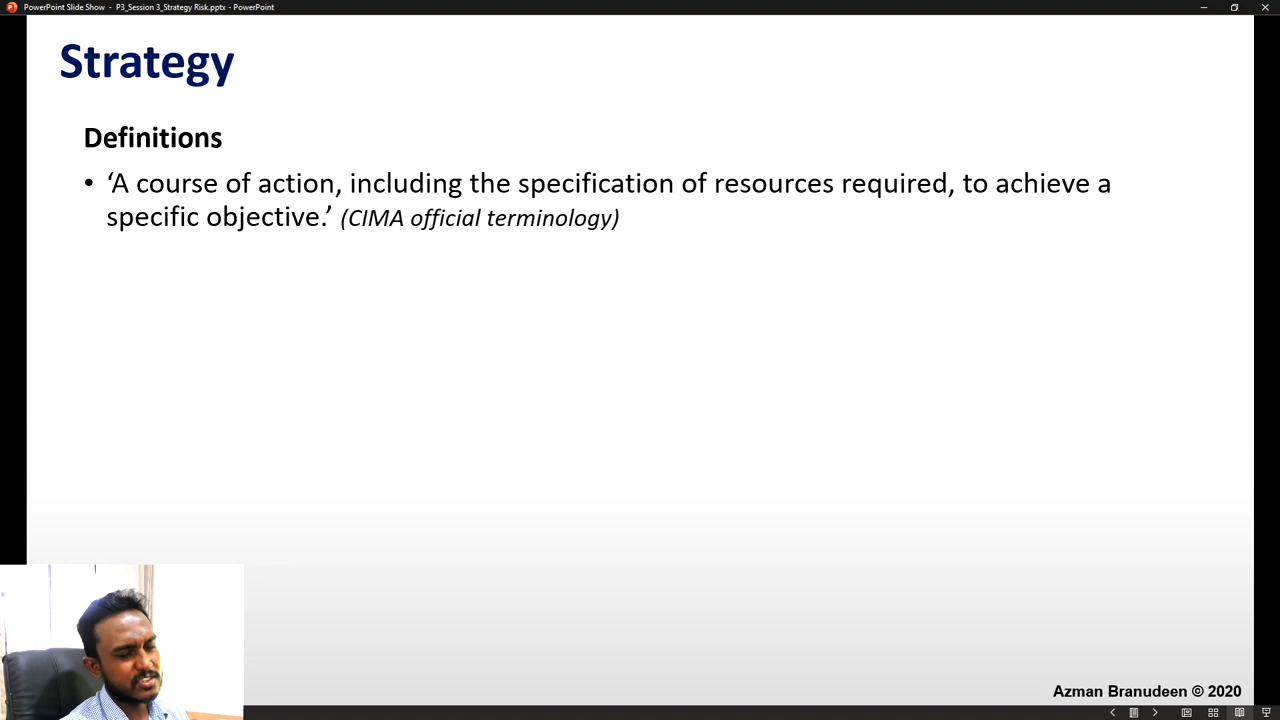 PowerPoint Slide Show - P3_Session 3_Strategy Risk.pptx - PowerPoint
Strategy
Definitions
• ‘A course of action, including the specification of resources required, to achieve a
specific objective.’ (CIMA official terminology)
Azman Branudeen © 2020